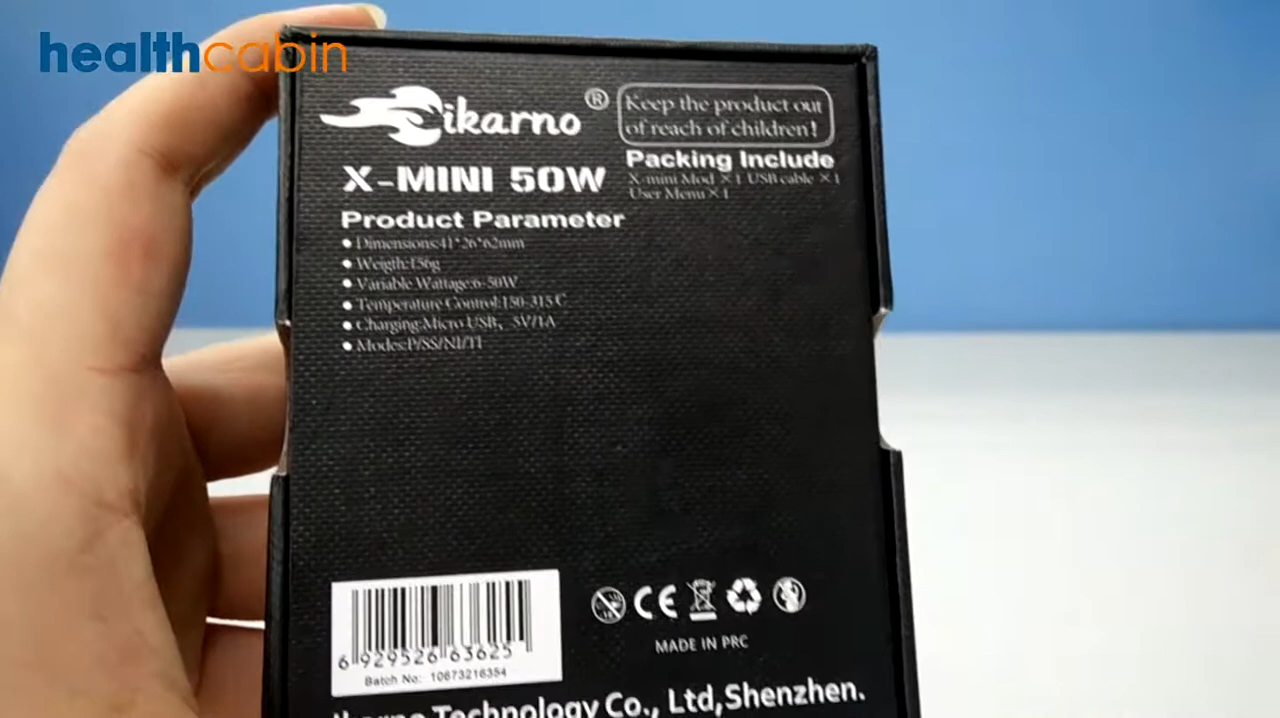 healthcabin
ikarno®
Keep the product out
of reach of children!
X-MINI 50W
Packing Include
X-mini Mod ×1 USB cable ×1
User Menu×1
Product Parameter
Dimensions:41*26*62mm
Weigth:156g
Variable Wattage:6-50W
Temperature Control:150-315 C
Charging:Micro USB、5V/1A
Modes:P/SS/NI/TI
6 929526 63625
Batch No: 10673216354
CE
MADE IN PRC
Technology Co., Ltd,Shenzhen.